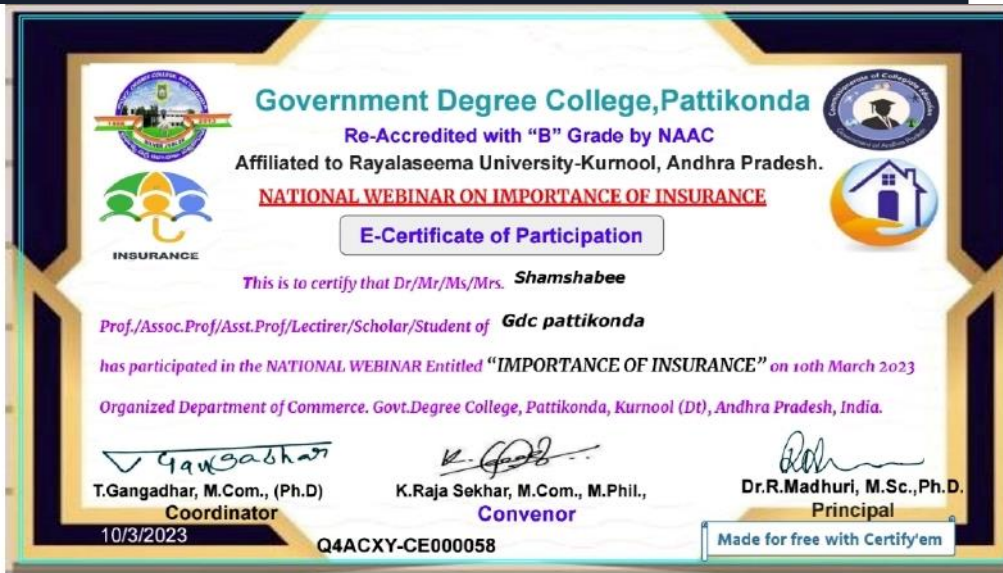 Government Degree College,Pattikonda
Re-Accredited with “B” Grade by NAAC
Affiliated to Rayalaseema University-Kurnool, Andhra Pradesh.
NATIONAL WEBINAR ON IMPORTANCE OF INSURANCE
INSURANCE
E-Certificate of Participation
This is to certify that Dr/Mr/Ms/Mrs. Shamshabee
Prof./Assoc.Prof/Asst.Prof/Lectirer/Scholar/Student of Gdc pattikonda
has participated in the NATIONAL WEBINAR Entitled “IMPORTANCE OF INSURANCE” on 10th March 2023
Organized Department of Commerce. Govt.Degree College, Pattikonda, Kurnool (Dt), Andhra Pradesh, India.
T.Gangadhar, M.Com., (Ph.D)
Coordinator
K.Raja Sekhar, M.Com., M.Phil.,
Convenor
Dr.R.Madhuri, M.Sc.,Ph.D.
Principal
10/3/2023
Q4ACXY-CE000058
Made for free with Certify'em